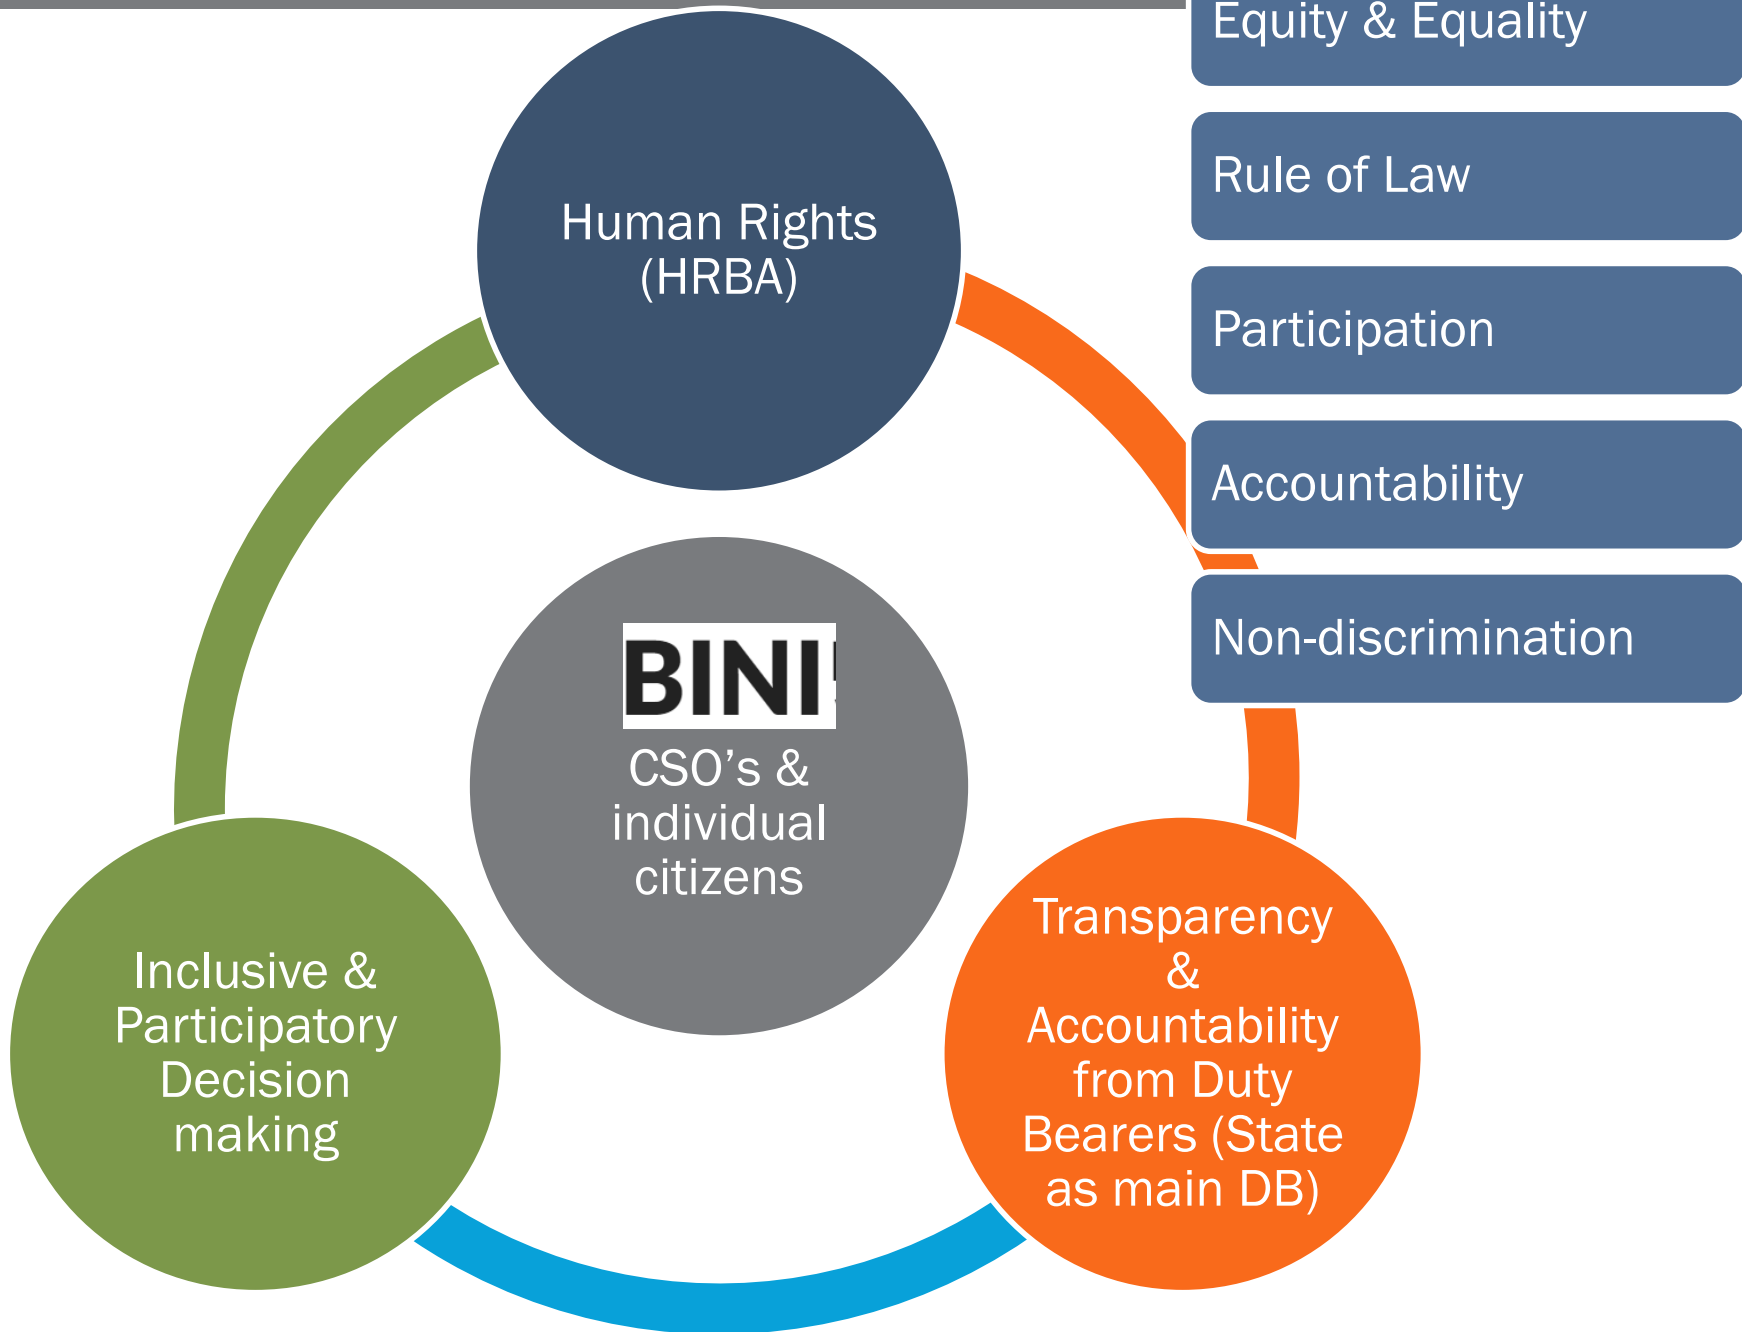 Equity & Equality
Rule of Law
Participation
Accountability
Non-discrimination
Human Rights
(HRBA)
BINI
CSO’s &
individual
citizens
Inclusive &
Participatory
Decision
making
Transparency
&
Accountability
from Duty
Bearers (State
as main DB)